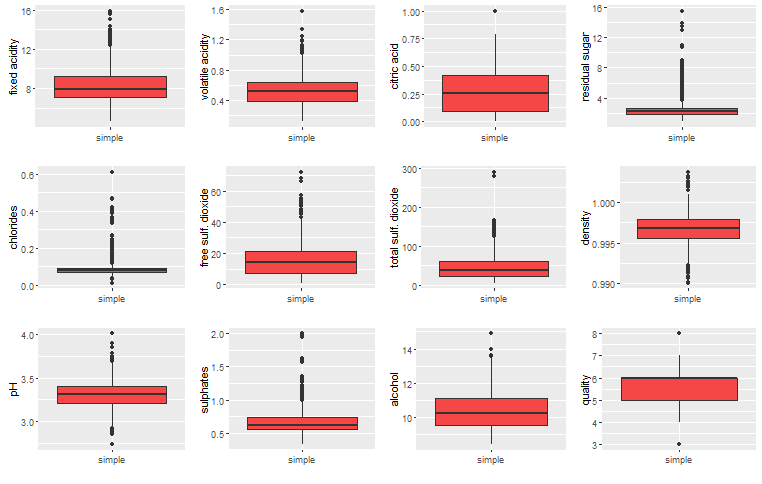 fixed acidity
16
12
8
simple
volatile acidity
1.6
1.2
0.8
0.4
simple
citric acid
1.00
0.75
0.50
0.25
0.00
simple
residual sugar
16
12
8
4
simple
chlorides
0.6
0.4
0.2
0.0
simple
free sulf. dioxide
60
40
20
0
simple
total sulf. dioxide
300
200
100
0
simple
density
1.000
0.995
0.990
simple
pH
4.0
3.5
3.0
simple
sulphates
2.0
1.5
1.0
0.5
simple
alcohol
14
12
10
simple
quality
8
7
6
5
4
3
simple